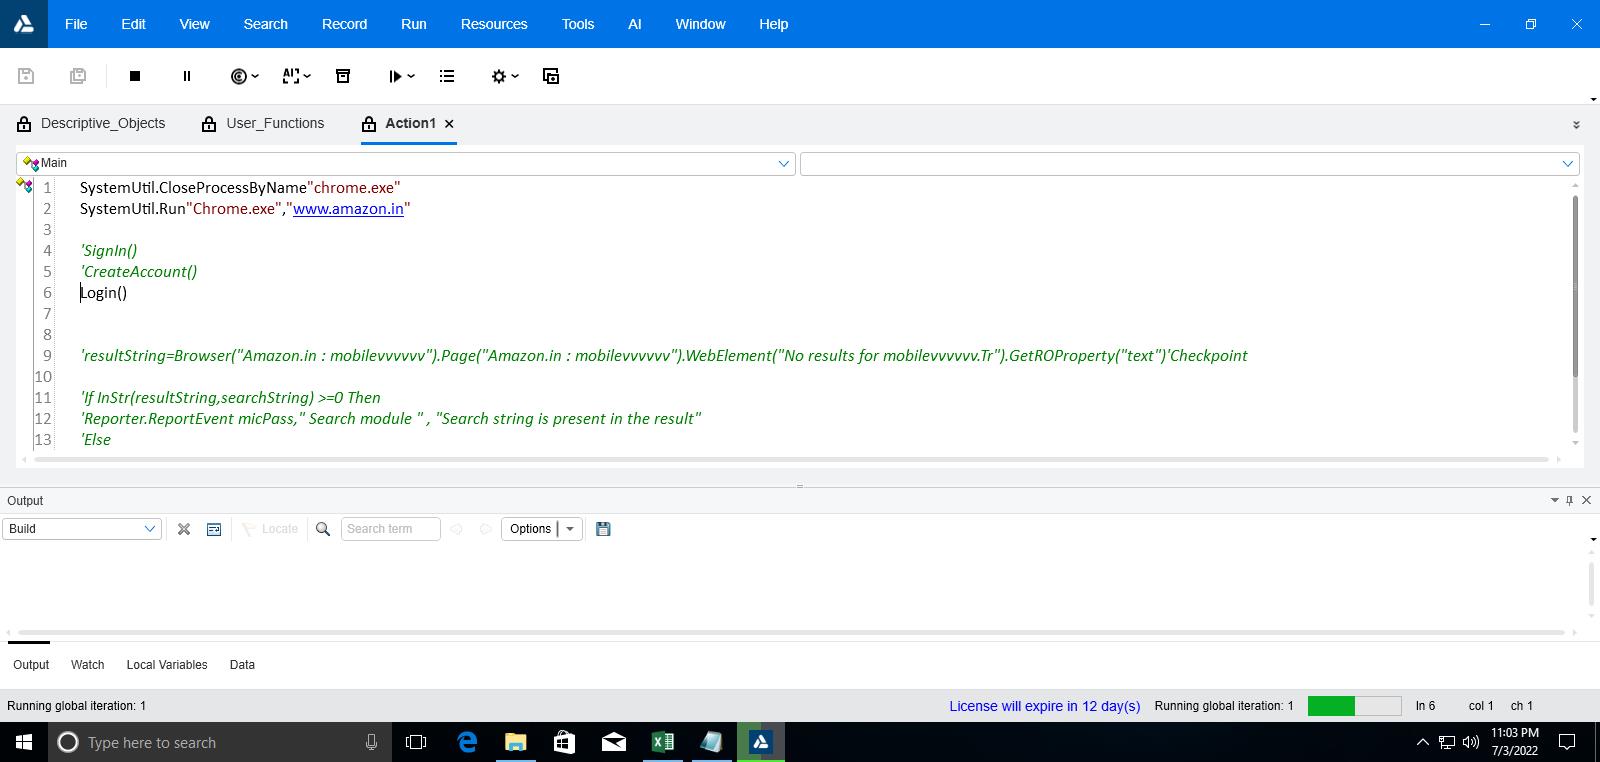 File Edit View Search Record Run Resources Tools AI Window Help
Descriptive_Objects User_Functions Action1
Main
1 SystemUtil.CloseProcessByName"chrome.exe"
2 SystemUtil.Run"Chrome.exe","www.amazon.in"
3
4 'SignIn()
5 'CreateAccount()
6 Login()
7
8
9 'resultString=Browser("Amazon.in : mobilevvvvvv").Page("Amazon.in : mobilevvvvvv").WebElement("No results for mobilevvvvvv.Tr").GetROProperty("text")'Checkpoint
10
11 'If InStr(resultString,searchString) >=0 Then
12 'Reporter.ReportEvent micPass," Search module " , "Search string is present in the result"
13 'Else
Output
Build Locate Search term Options
Output Watch Local Variables Data
Running global iteration: 1 License will expire in 12 day(s) Running global iteration: 1 ln 6 col 1 ch 1
Type here to search
11:03 PM
7/3/2022